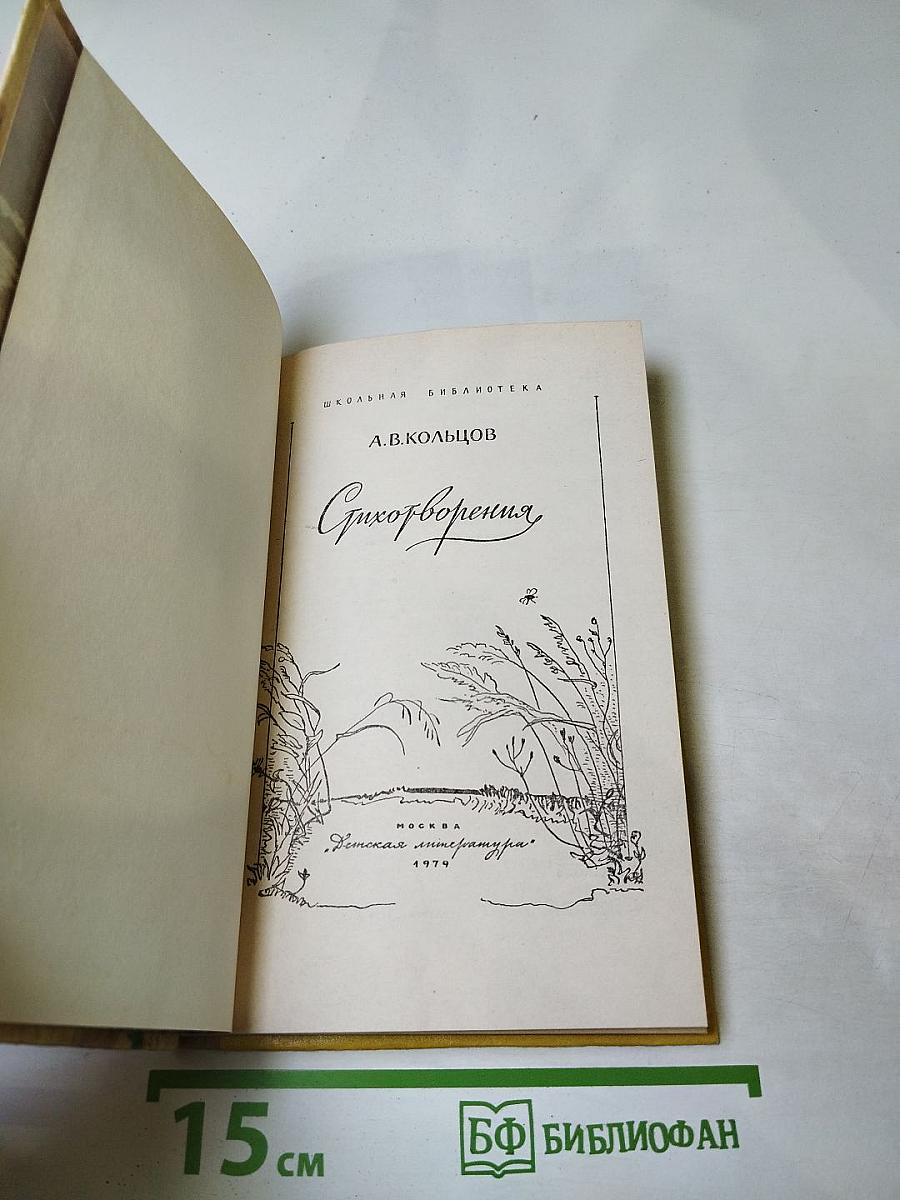 ШКОЛЬНАЯ БИБЛИОТЕКА
А.В.КОЛЬЦОВ
Стихотворения
МОСКВА
„Детская литература"
1979
15 см
БФ БИБЛИОФАН